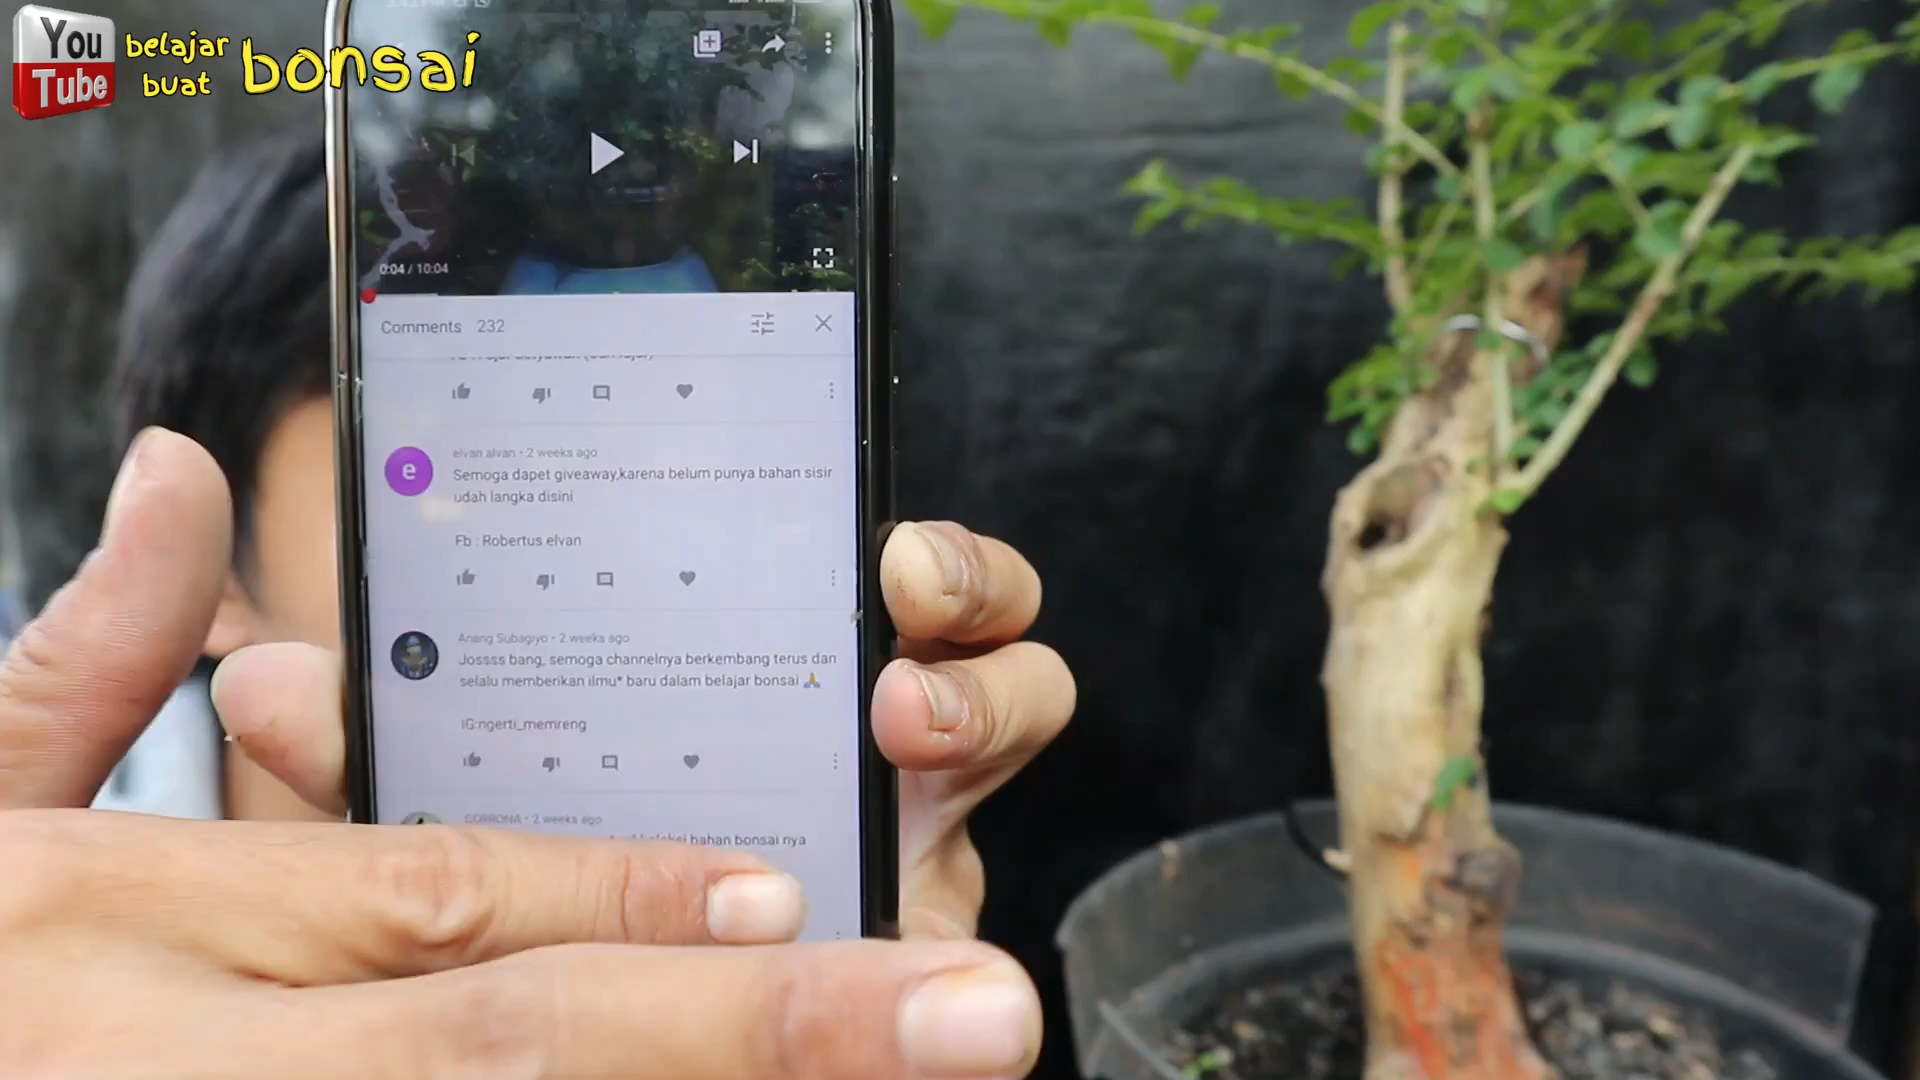 You
Tube
belajar
buat
bonsai
0:04 / 10:04
Comments 232
elvan alvan • 2 weeks ago
Semoga dapet giveaway,karena belum punya bahan sisir
udah langka disini
Fb : Robertus elvan
Anang Subagiyo • 2 weeks ago
Jossss bang, semoga channelnya berkembang terus dan
selalu memberikan ilmu* baru dalam belajar bonsai 🙏
IG:ngerti_memreng
• 2 weeks ago
bahan bonsai nya